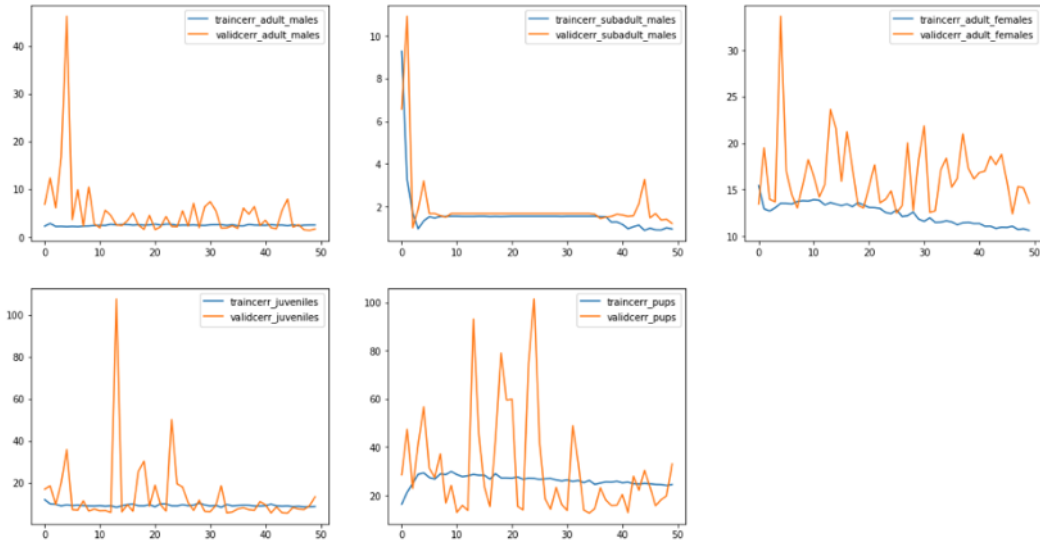 traincerr_adult_males
validcerr_adult_males
40
30
20
10
0
0 10 20 30 40 50
traincerr_subadult_males
validcerr_subadult_males
10
8
6
4
2
0 10 20 30 40 50
traincerr_adult_females
validcerr_adult_females
30
25
20
15
10
0 10 20 30 40 50
traincerr_juveniles
validcerr_juveniles
100
80
60
40
20
0 10 20 30 40 50
traincerr_pups
validcerr_pups
100
80
60
40
20
0 10 20 30 40 50